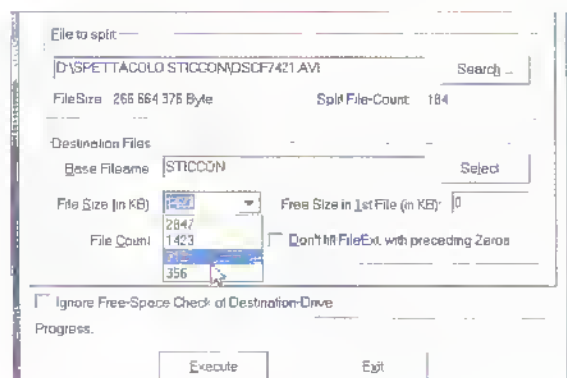 File to split
D:\SPETTACOLO STICCON\DSCF7421.AVI Search ...
FileSize 266 664 376 Byte Split File-Count: 184
Destination Files
Base Filename STICCON Select
File Size (in KB) Free Size in 1st File (in KB): 0
2847
File Count 1423 Don't fill FileExt. with preceding Zeros
356
Ignore Free-Space Check of Destination-Drive
Progress.
Execute Exit